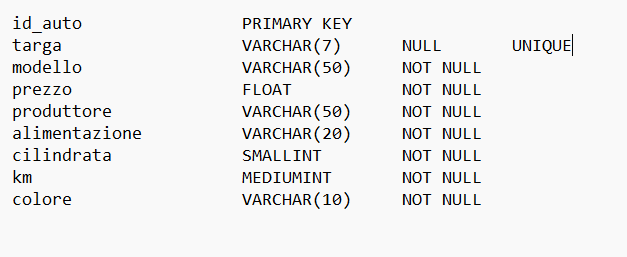 id_auto PRIMARY KEY
targa VARCHAR(7) NULL UNIQUE
modello VARCHAR(50) NOT NULL
prezzo FLOAT NOT NULL
produttore VARCHAR(50) NOT NULL
alimentazione VARCHAR(20) NOT NULL
cilindrata SMALLINT NOT NULL
km MEDIUMINT NOT NULL
colore VARCHAR(10) NOT NULL